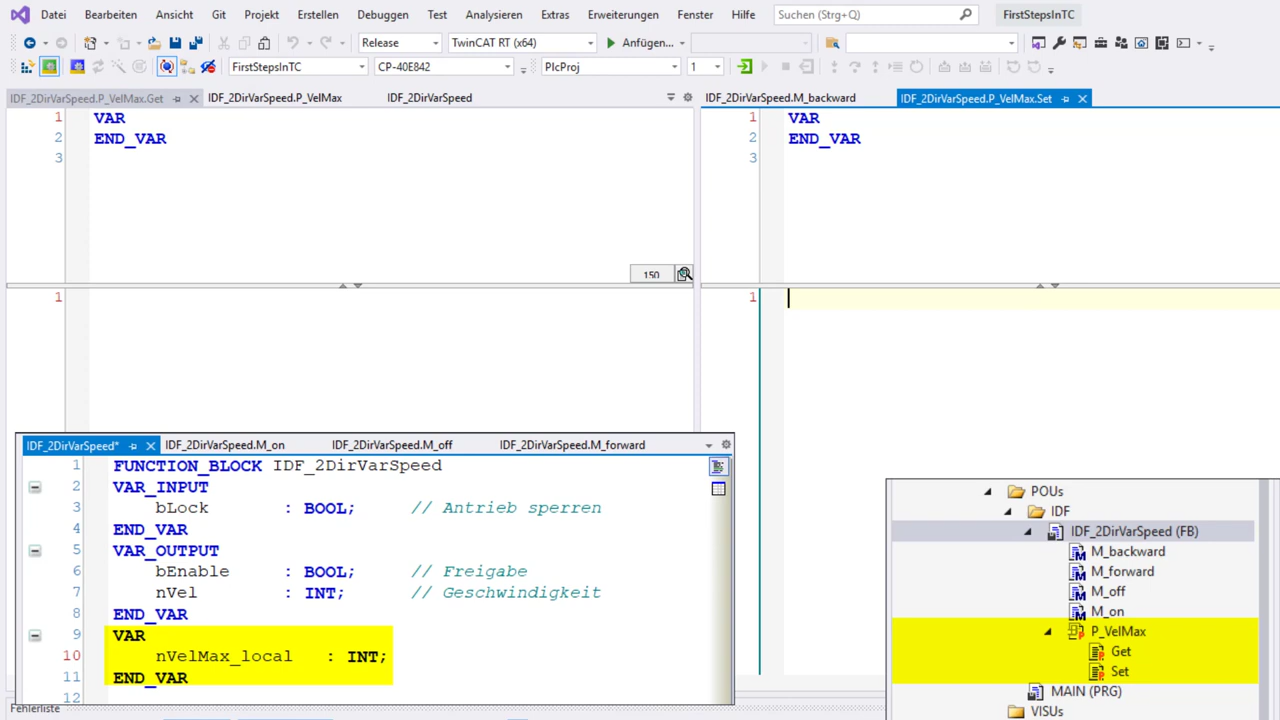 Datei Bearbeiten Ansicht Git Projekt Erstellen Debuggen Test Analysieren Extras Erweiterungen Fenster Hilfe Suchen (Strg+Q) FirstStepsInTC
Release TwinCAT RT (x64) Anfügen...
FirstStepsInTC CP-40E842 PlcProj 1
IDF_2DirVarSpeed.P_VelMax.Get IDF_2DirVarSpeed.P_VelMax IDF_2DirVarSpeed
1 VAR
2 END_VAR
3
150
1
IDF_2DirVarSpeed.M_backward IDF_2DirVarSpeed.P_VelMax.Set
1 VAR
2 END_VAR
3
1
IDF_2DirVarSpeed* IDF_2DirVarSpeed.M_on IDF_2DirVarSpeed.M_off IDF_2DirVarSpeed.M_forward
1 FUNCTION_BLOCK IDF_2DirVarSpeed
2 VAR_INPUT
3 bLock : BOOL; // Antrieb sperren
4 END_VAR
5 VAR_OUTPUT
6 bEnable : BOOL; // Freigabe
7 nVel : INT; // Geschwindigkeit
8 END_VAR
9 VAR
10 nVelMax_local : INT;
11 END_VAR
12
POUs
IDF
IDF_2DirVarSpeed (FB)
M_backward
M_forward
M_off
M_on
P_VelMax
Get
Set
MAIN (PRG)
VISUs
Fehlerliste